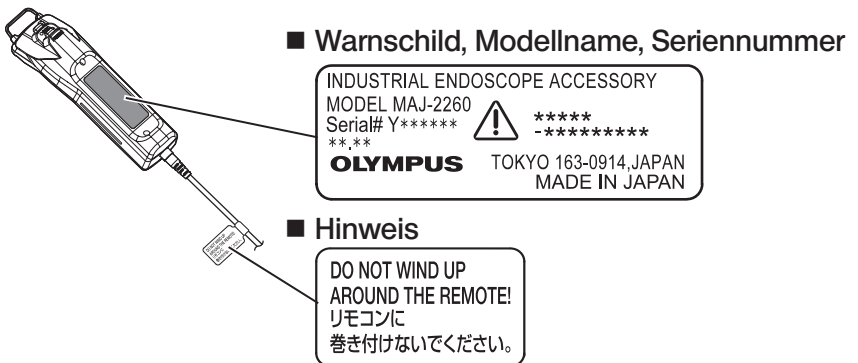 ■ Warnschild, Modellname, Seriennummer
INDUSTRIAL ENDOSCOPE ACCESSORY
MODEL MAJ-2260
Serial# Y******
**.**
*****
-*********
OLYMPUS
TOKYO 163-0914,JAPAN
MADE IN JAPAN
■ Hinweis
DO NOT WIND UP
AROUND THE REMOTE!
リモコンに
巻き付けないでください。